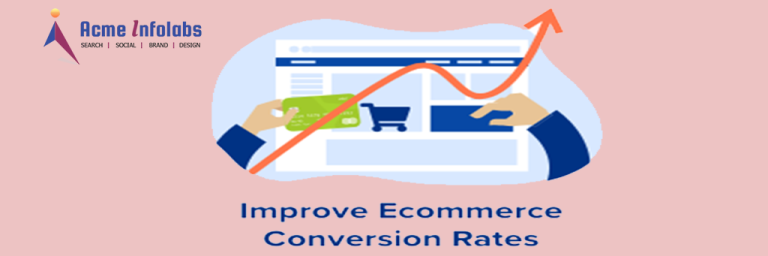 Acme Infolabs
SEARCH | SOCIAL | BRAND | DESIGN
Improve Ecommerce
Conversion Rates